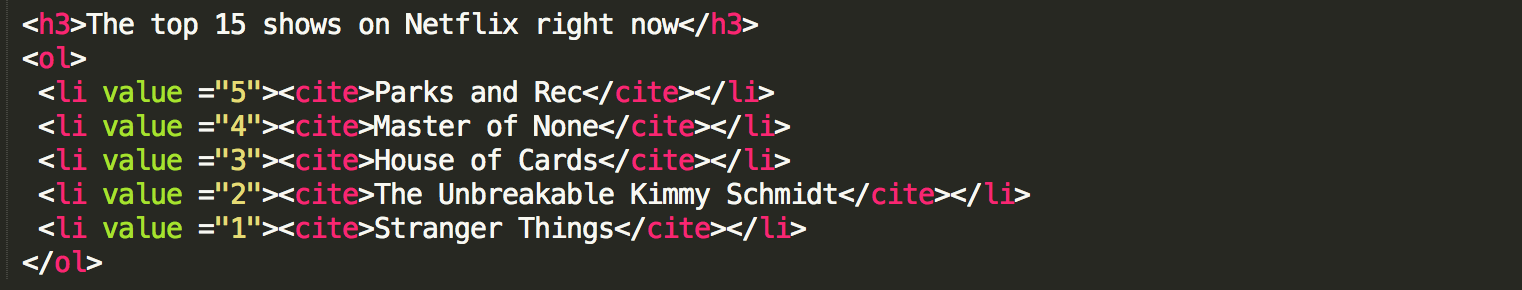 <h3>The top 15 shows on Netflix right now</h3>
<ol>
 <li value ="5"><cite>Parks and Rec</cite></li>
 <li value ="4"><cite>Master of None</cite></li>
 <li value ="3"><cite>House of Cards</cite></li>
 <li value ="2"><cite>The Unbreakable Kimmy Schmidt</cite></li>
 <li value ="1"><cite>Stranger Things</cite></li>
</ol>